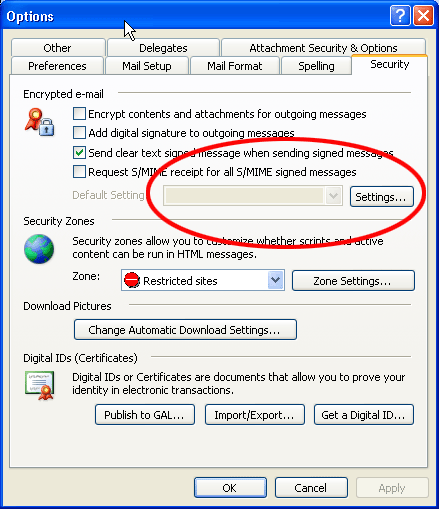 Options
Other Delegates Attachment Security & Options
Preferences Mail Setup Mail Format Spelling Security
Encrypted e-mail
Encrypt contents and attachments for outgoing messages
Add digital signature to outgoing messages
Send clear text signed message when sending signed messages
Request S/MIME receipt for all S/MIME signed messages
Default Setting Settings...
Security Zones
Security zones allow you to customize whether scripts and active
content can be run in HTML messages.
Zone: Restricted sites Zone Settings...
Download Pictures
Change Automatic Download Settings...
Digital IDs (Certificates)
Digital IDs or Certificates are documents that allow you to prove your
identity in electronic transactions.
Publish to GAL... Import/Export... Get a Digital ID...
OK Cancel Apply